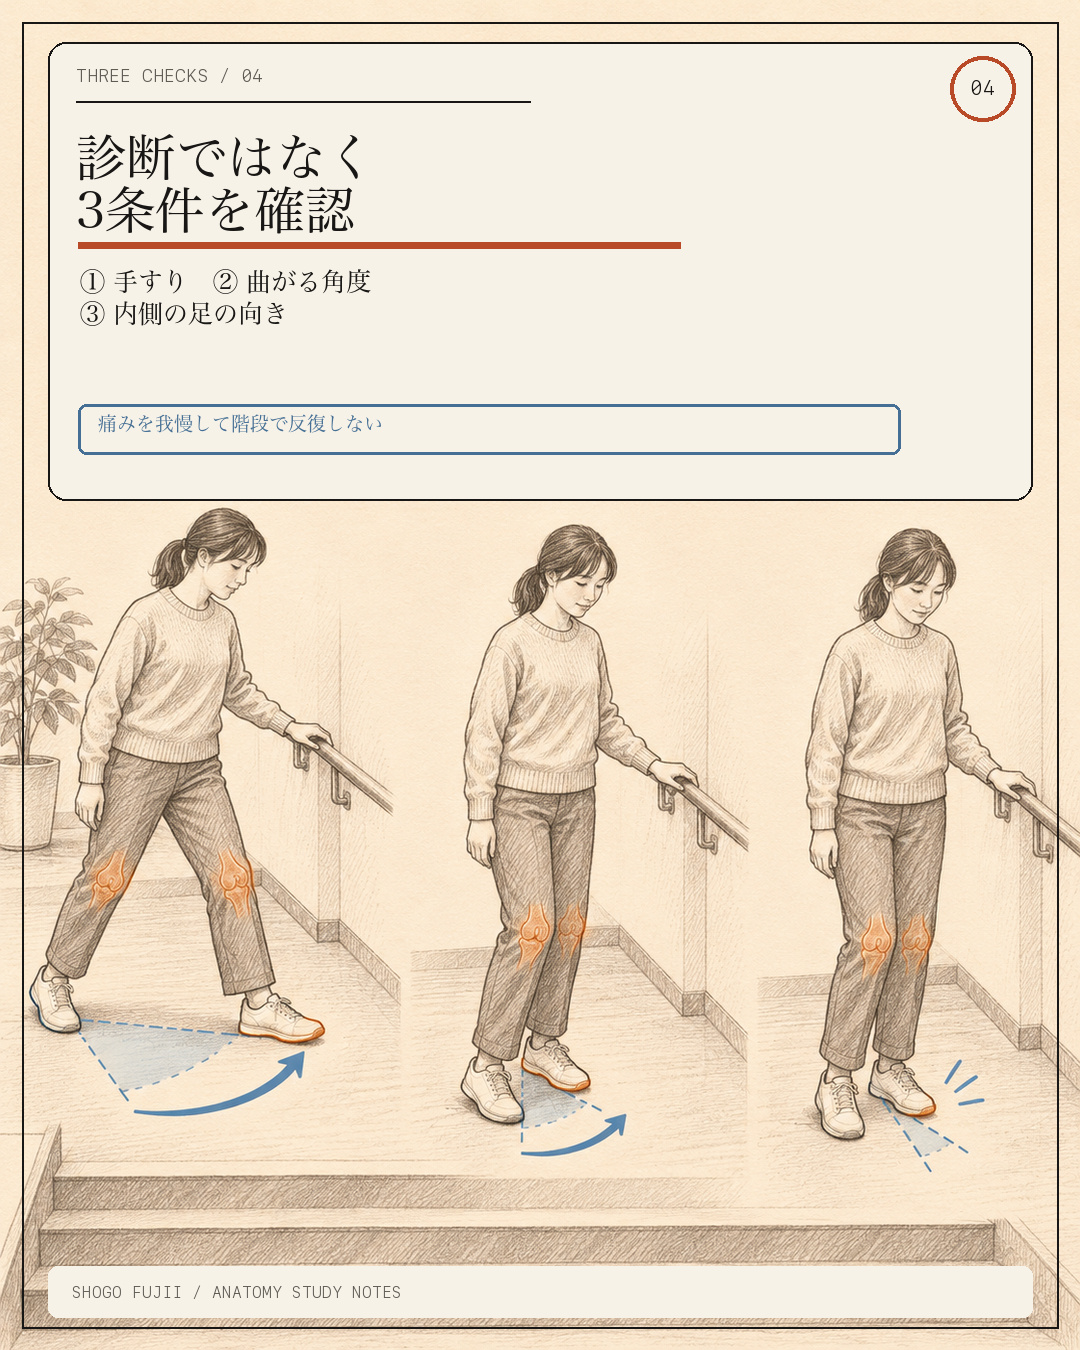 THREE CHECKS / 04
04
診断ではなく
3条件を確認
① 手すり　② 曲がる角度
③ 内側の足の向き
痛みを我慢して階段で反復しない
SHOGO FUJII / ANATOMY STUDY NOTES